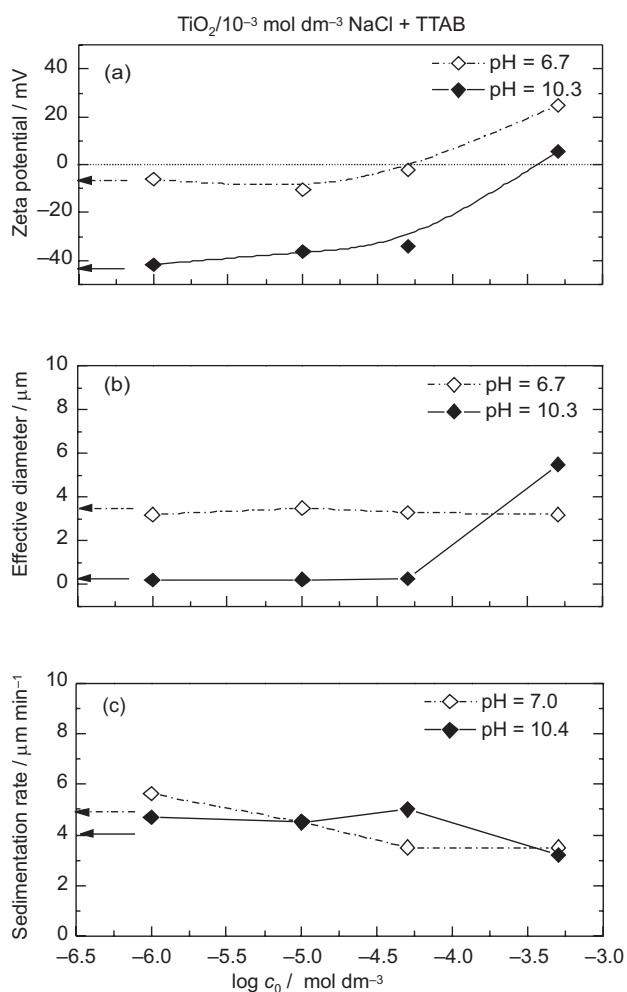 TiO₂/10⁻³ mol dm⁻³ NaCl + TTAB
(a)
pH = 6.7
pH = 10.3
40
20
0
−20
−40
Zeta potential / mV
(b)
pH = 6.7
pH = 10.3
10
8
6
4
2
0
Effective diameter / μm
(c)
pH = 7.0
pH = 10.4
10
8
6
4
2
0
Sedimentation rate / μm min⁻¹
−6.5 −6.0 −5.5 −5.0 −4.5 −4.0 −3.5 −3.0
log c₀ / mol dm⁻³